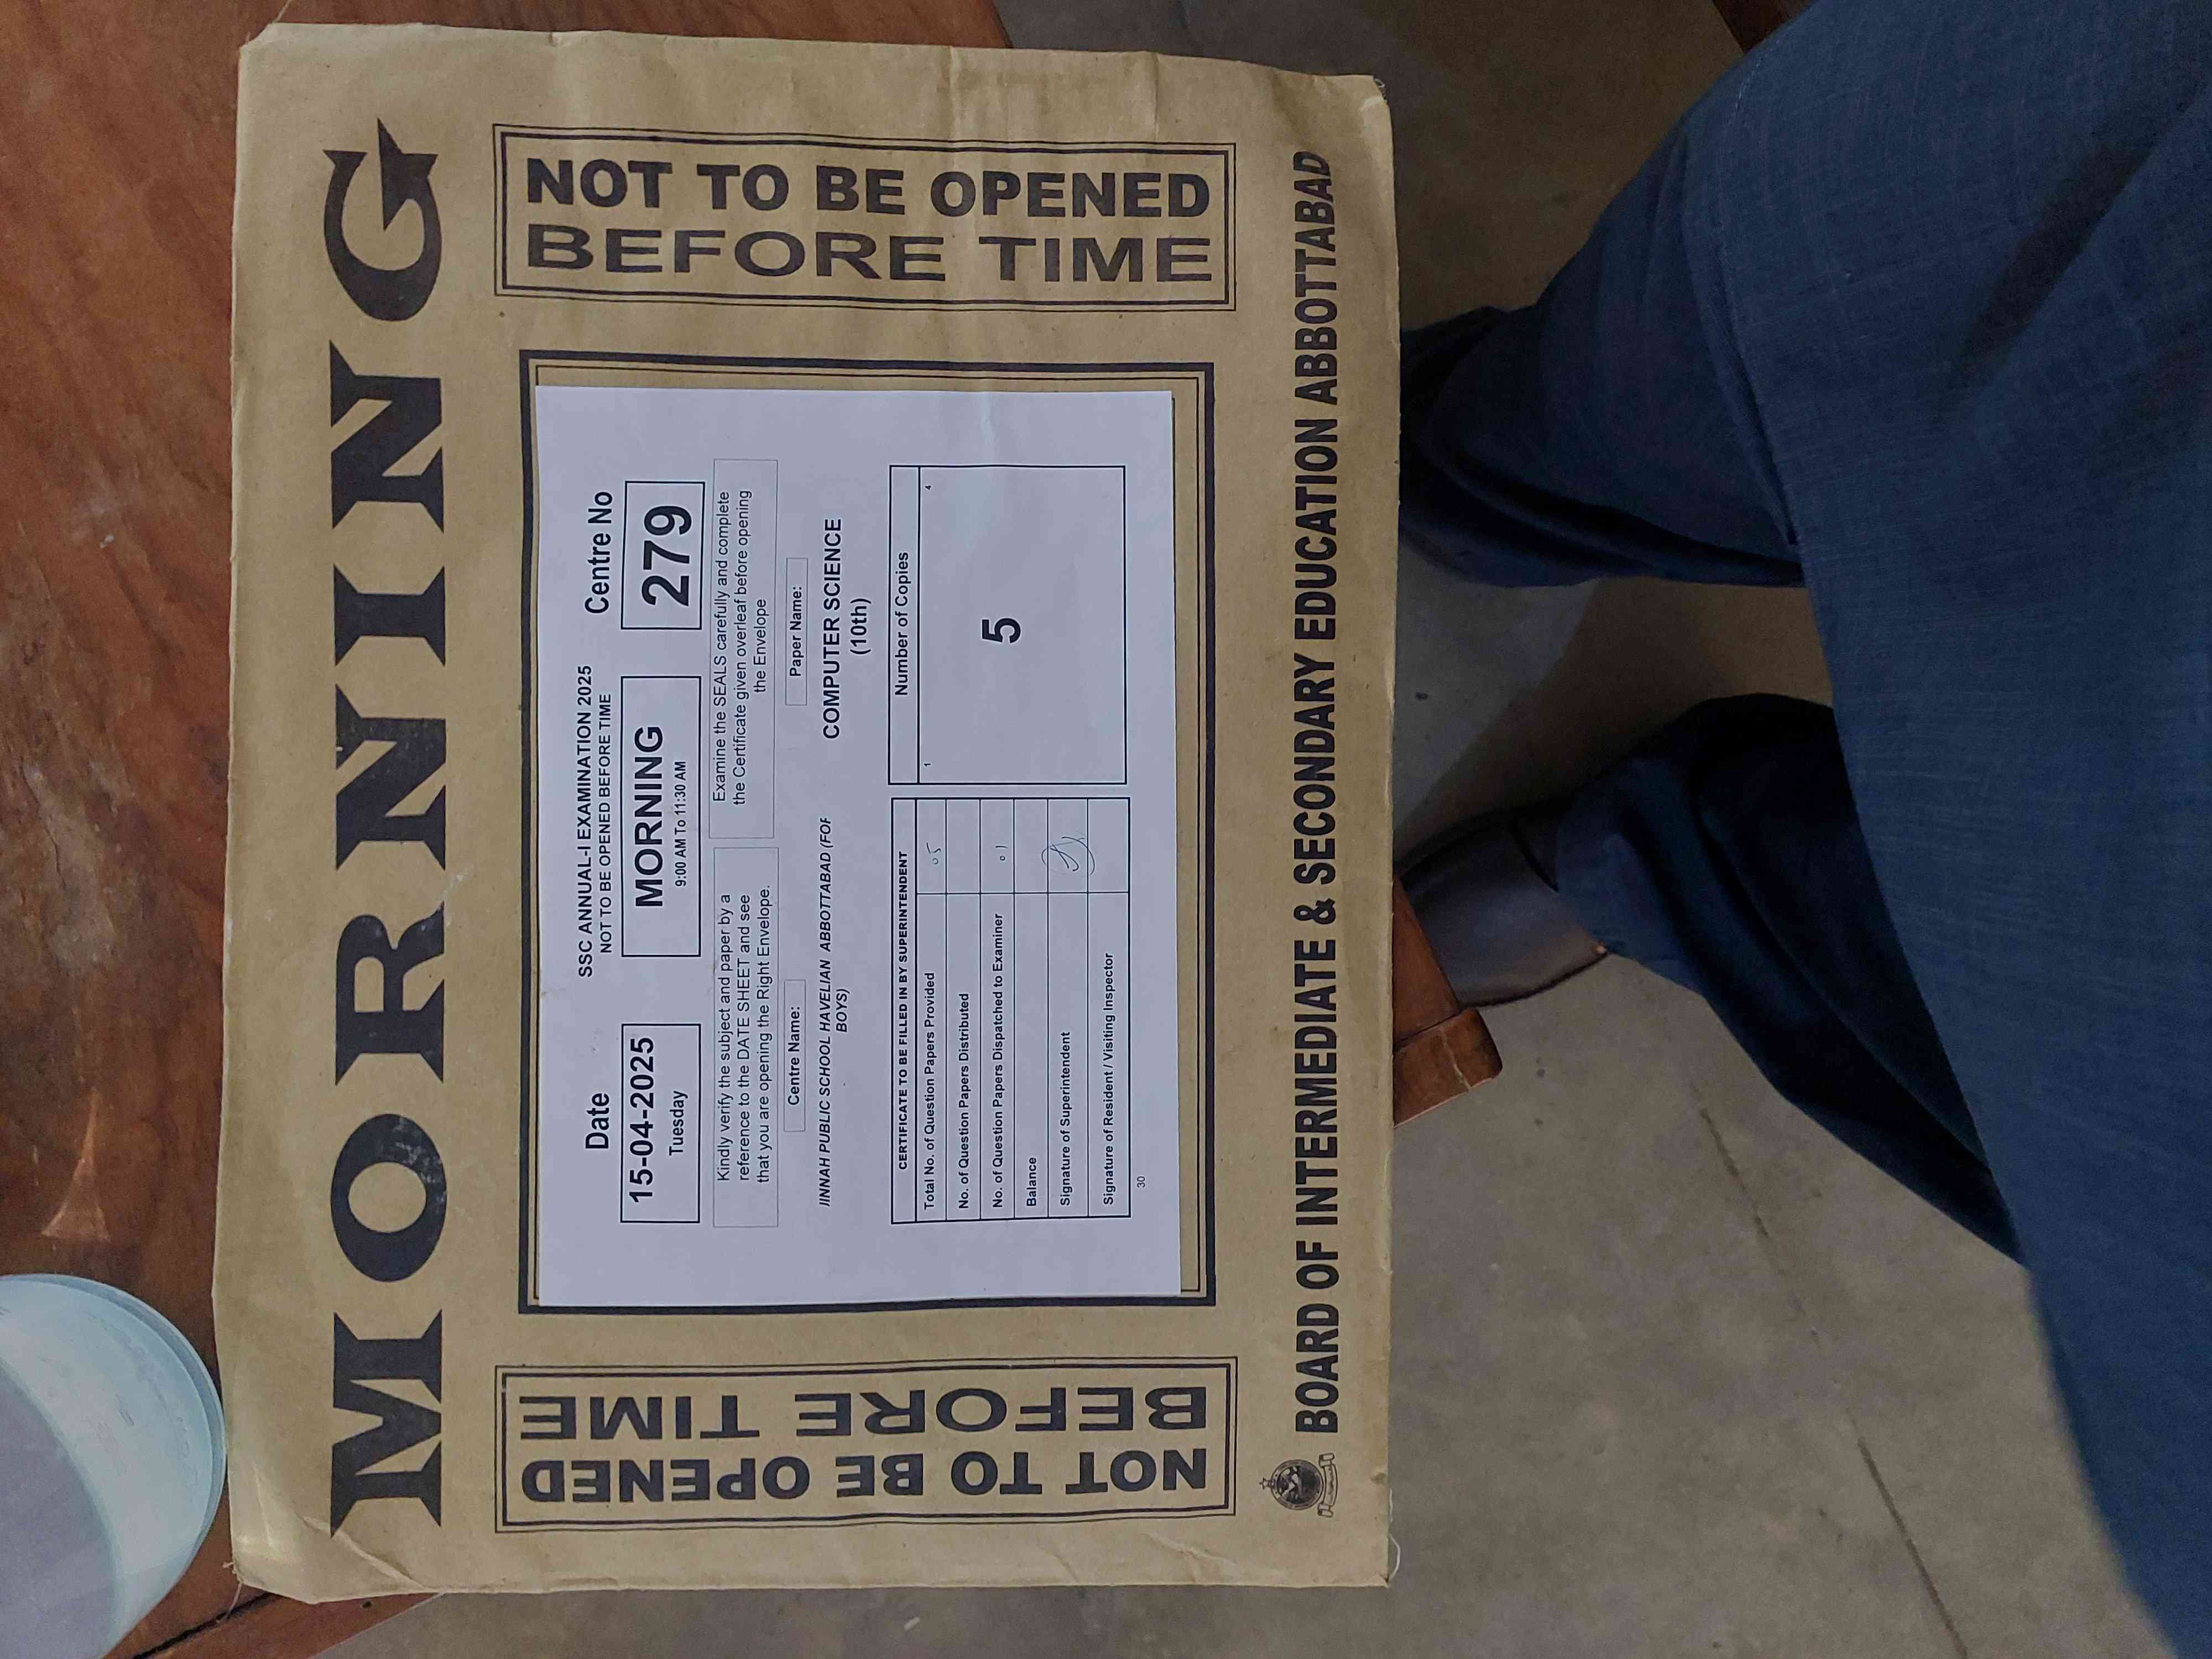 MORNING
NOT TO BE OPENED
BEFORE TIME
Date
15-04-2025
Tuesday
SSC ANNUAL-I EXAMINATION 2025
NOT TO BE OPENED BEFORE TIME
MORNING
9:00 AM To 11:30 AM
Centre No
279
Kindly verify the subject and paper by a
reference to the DATE SHEET and see
that you are opening the Right Envelope.
Examine the SEALS carefully and complete
the Certificate given overleaf before opening
the Envelope
Centre Name:
JINNAH PUBLIC SCHOOL HAVELIAN ABBOTTABAD (FOR
BOYS)
Paper Name:
COMPUTER SCIENCE
(10th)
CERTIFICATE TO BE FILLED IN BY SUPERINTENDENT
Total No. of Question Papers Provided 05
No. of Question Papers Distributed
No. of Question Papers Dispatched to Examiner 01
Balance
Signature of Superintendent
Signature of Resident / Visiting Inspector
30
Number of Copies
1 4
5
NOT TO BE OPENED
BEFORE TIME
BOARD OF INTERMEDIATE & SECONDARY EDUCATION ABBOTTABAD